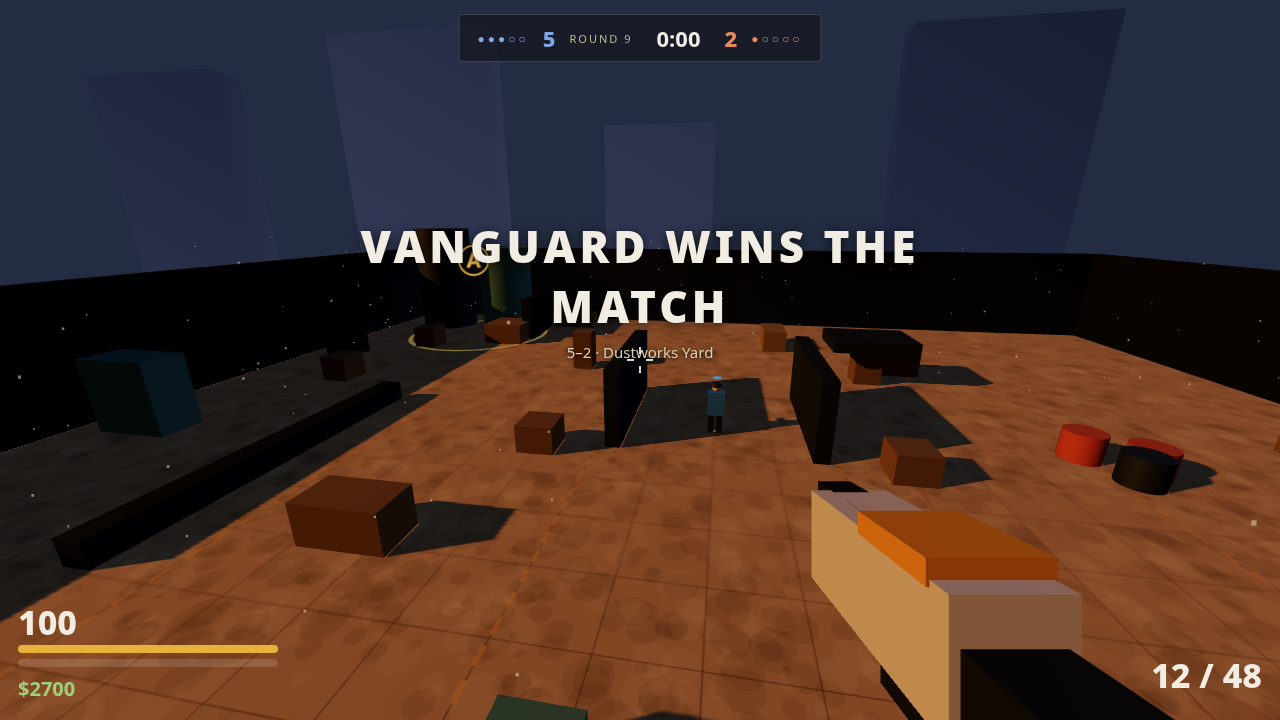 5 ROUND 9 0:00 2
VANGUARD WINS THE
MATCH
A
5–2 · Dustworks Yard
100
$2700
12 / 48